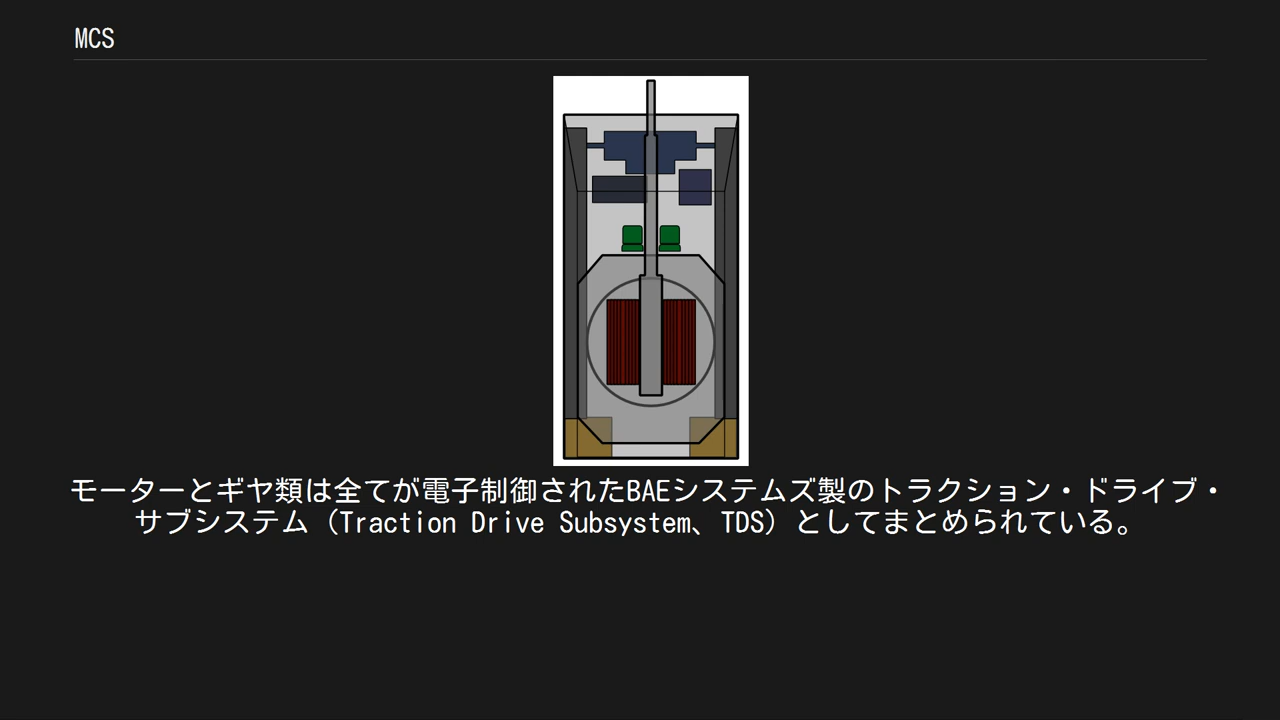 MCS
モーターとギヤ類は全てが電子制御されたBAEシステムズ製のトラクション・ドライブ・
サブシステム（Traction Drive Subsystem、TDS）としてまとめられている。